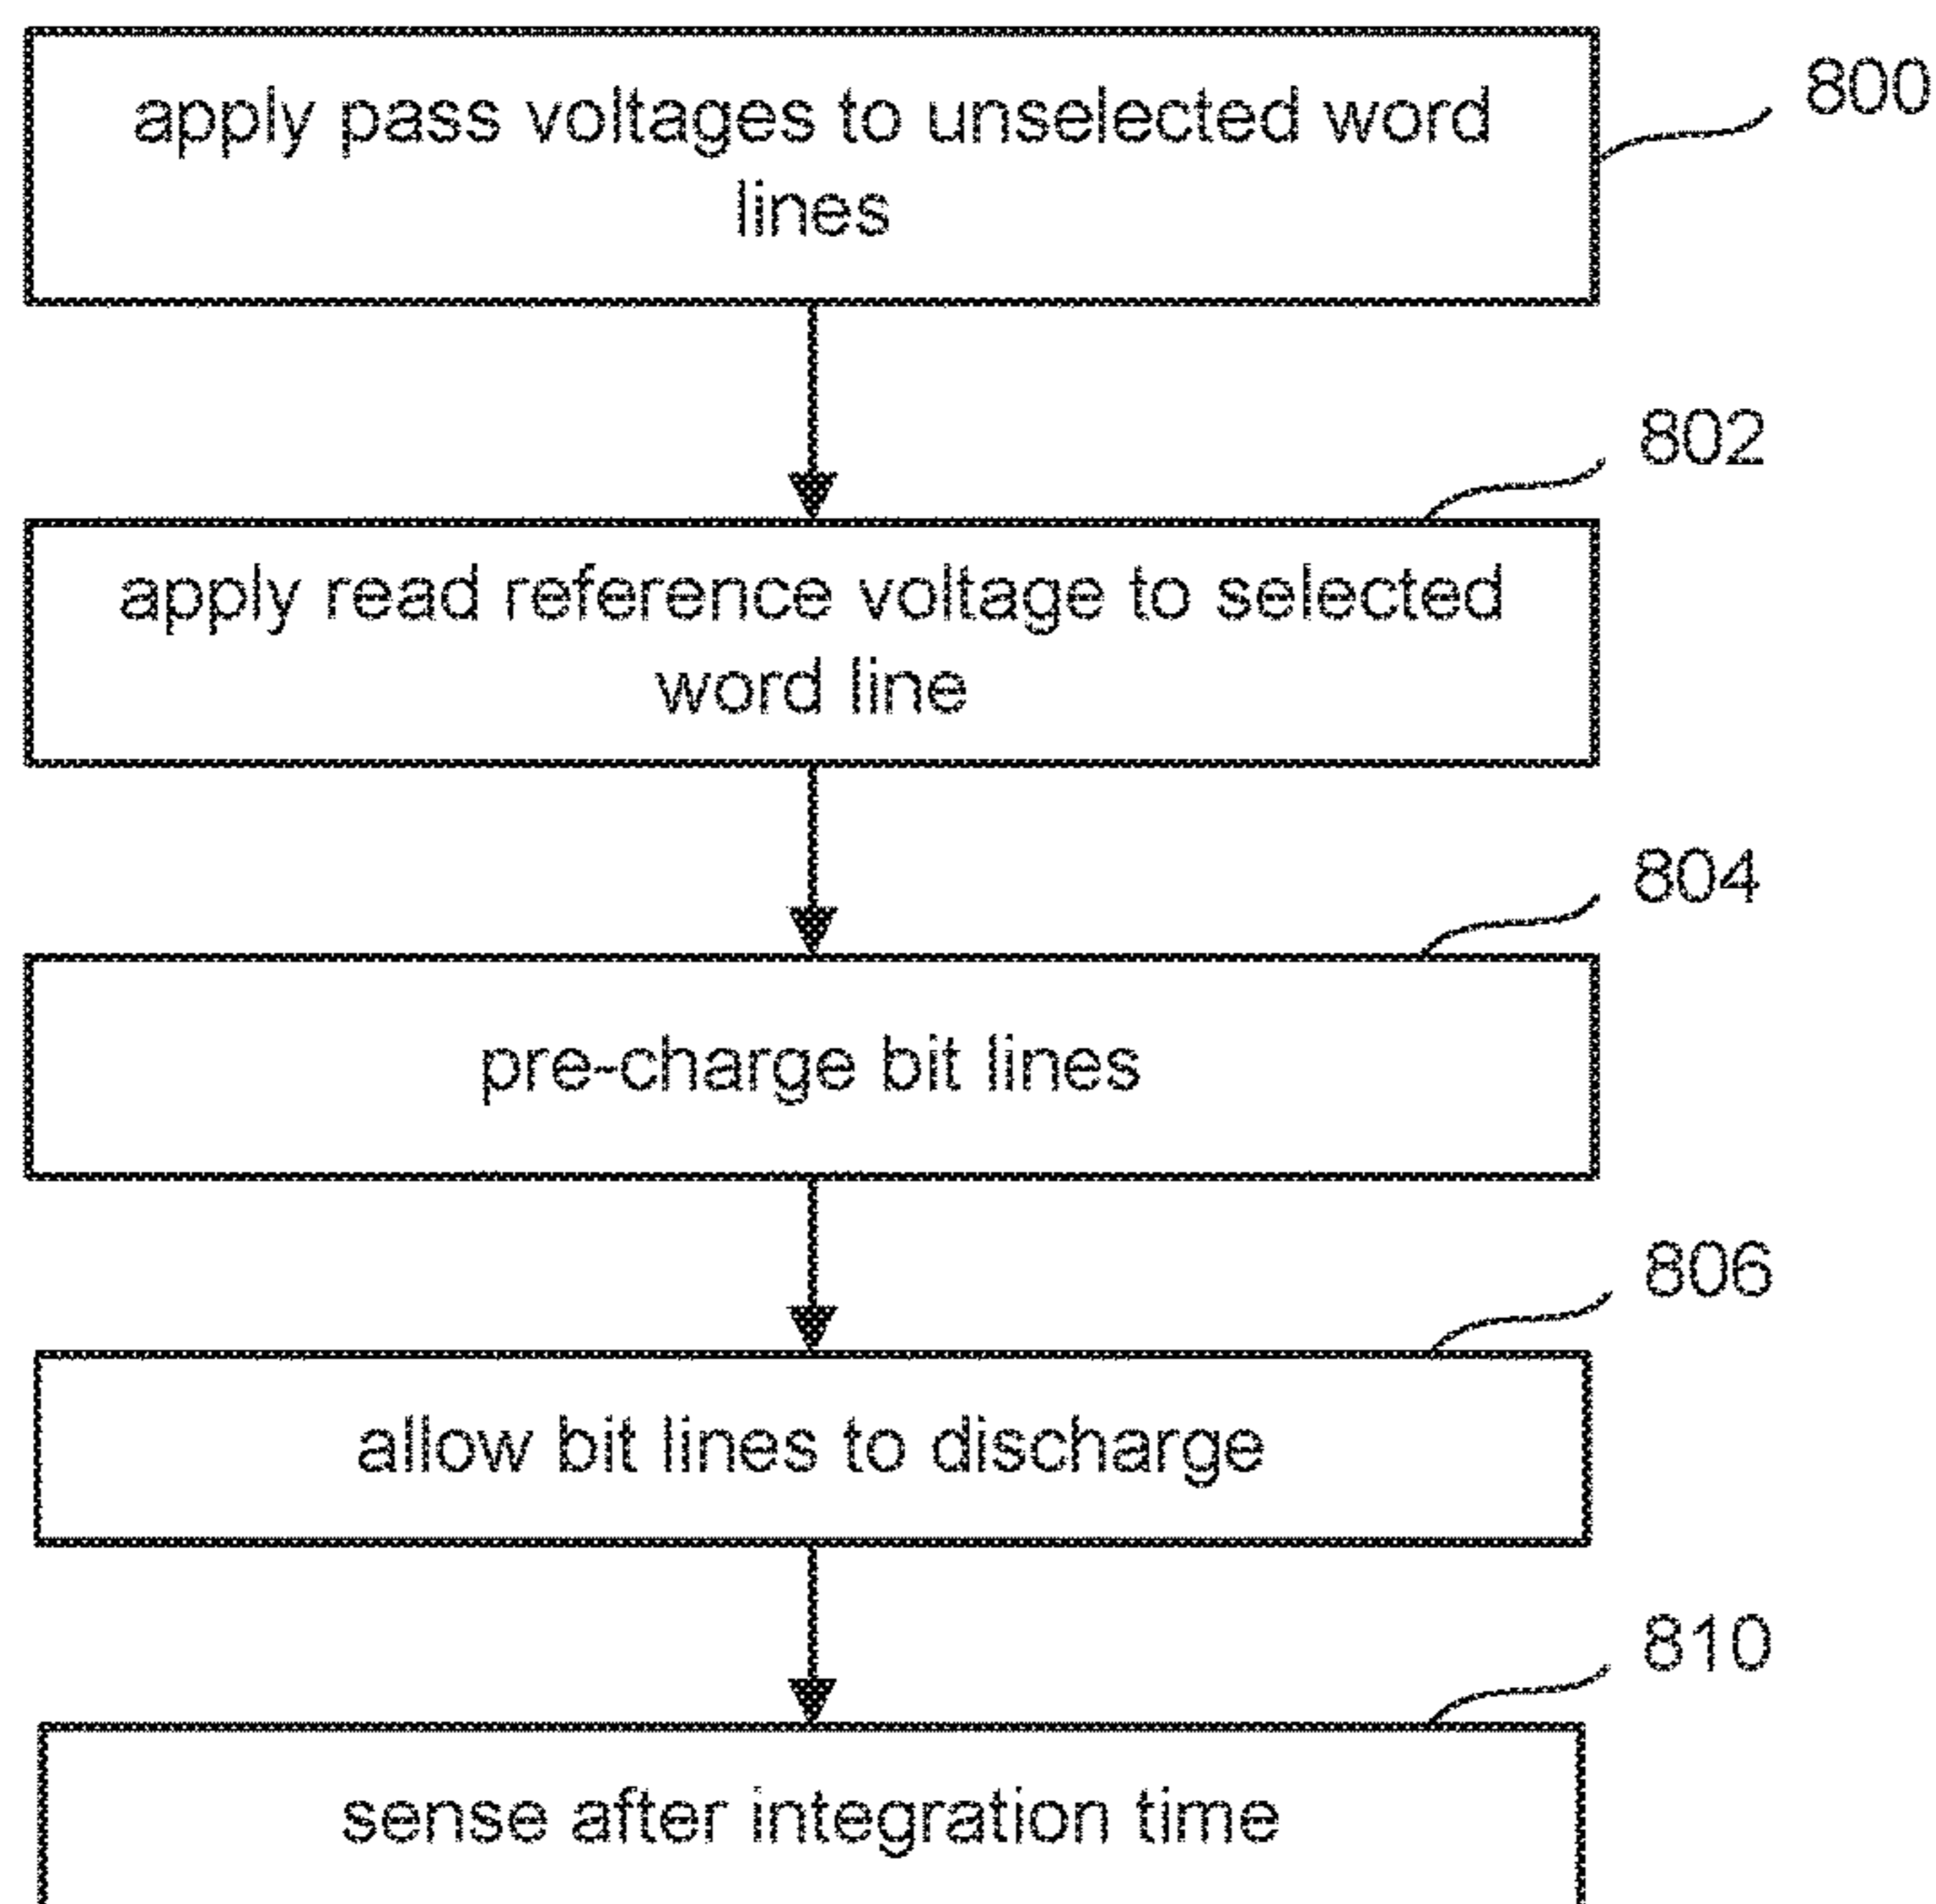 apply pass voltages to unselected word
lines
800
802
apply read reference voltage to selected
word line
804
pre-charge bit lines
806
allow bit lines to discharge
810
sense after integration time